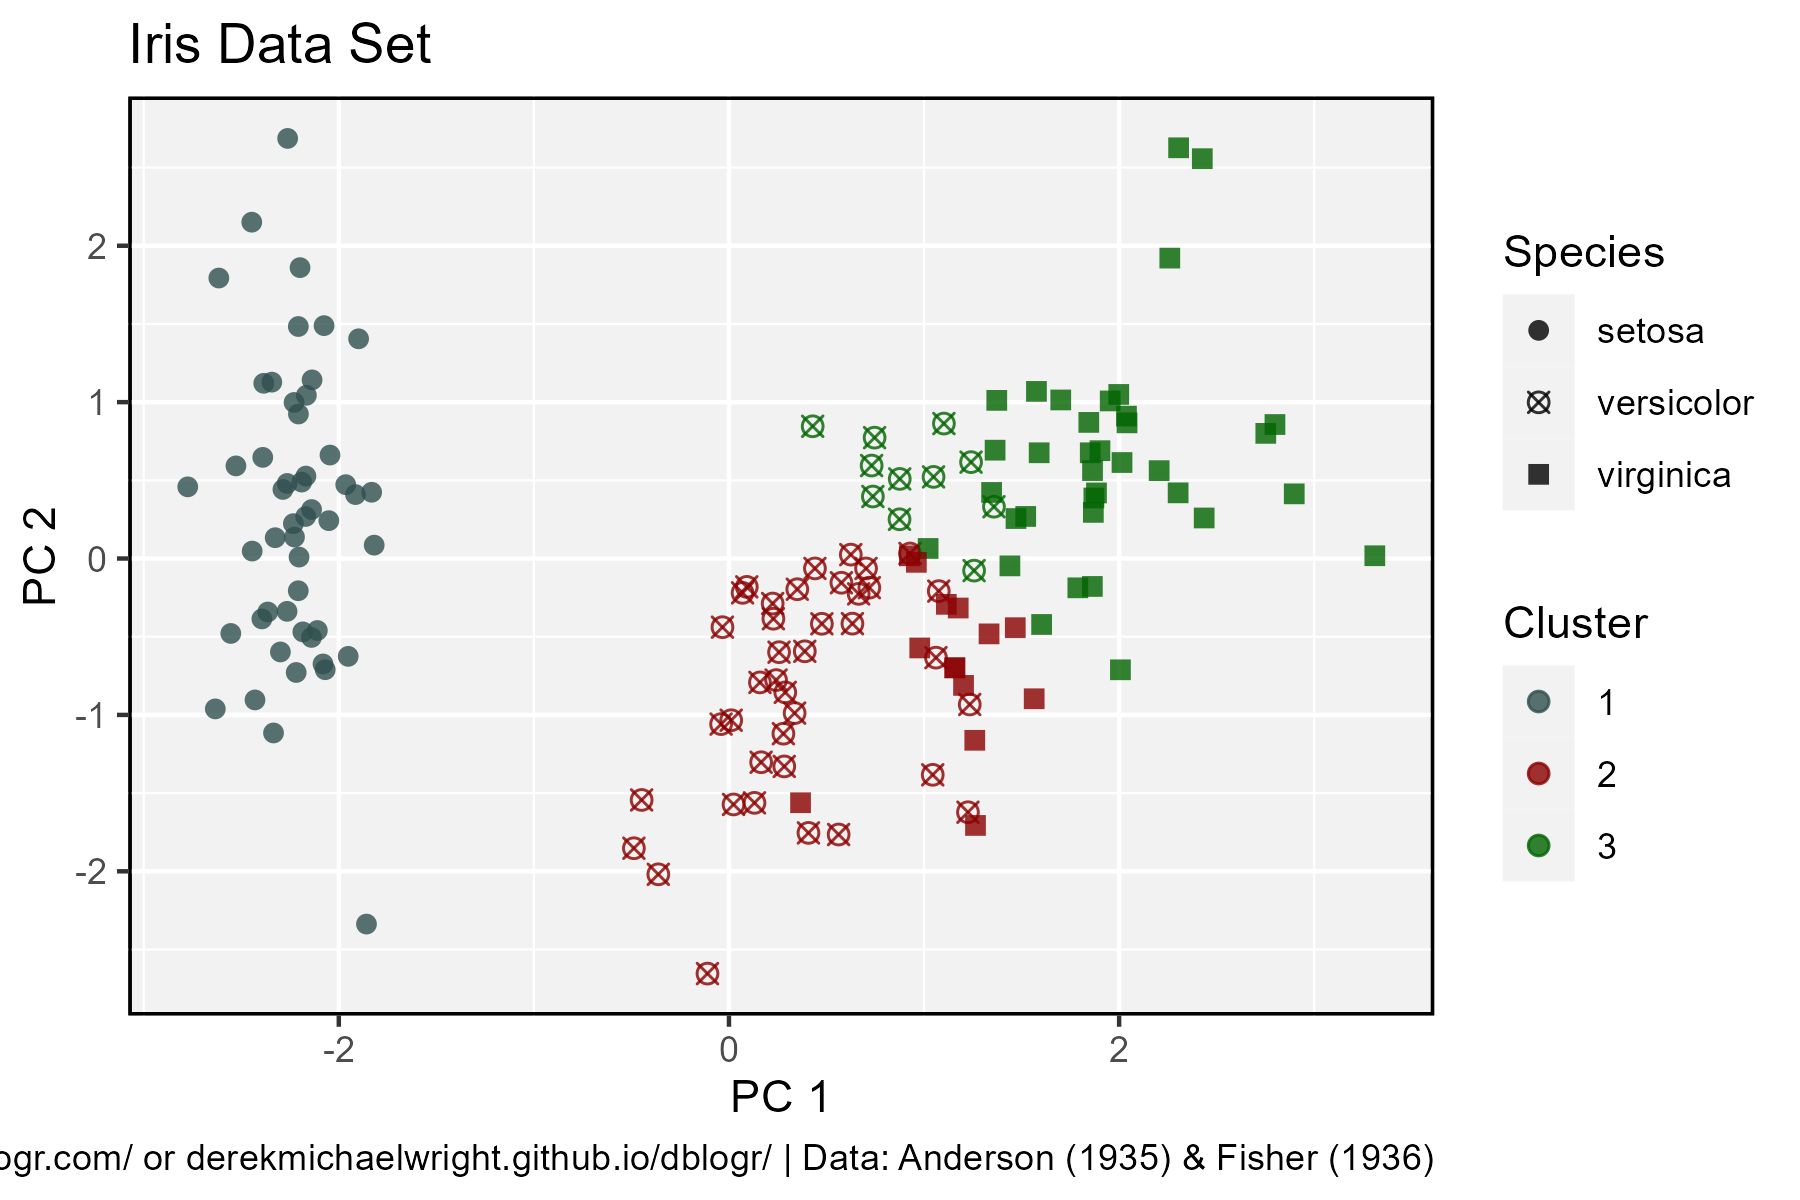 Iris Data Set
PC 2
2
1
0
-1
-2
-2
0
2
PC 1
Species
setosa
versicolor
virginica
Cluster
1
2
3
ogr.com/ or derekmichaelwright.github.io/dblogr/ | Data: Anderson (1935) & Fisher (1936)